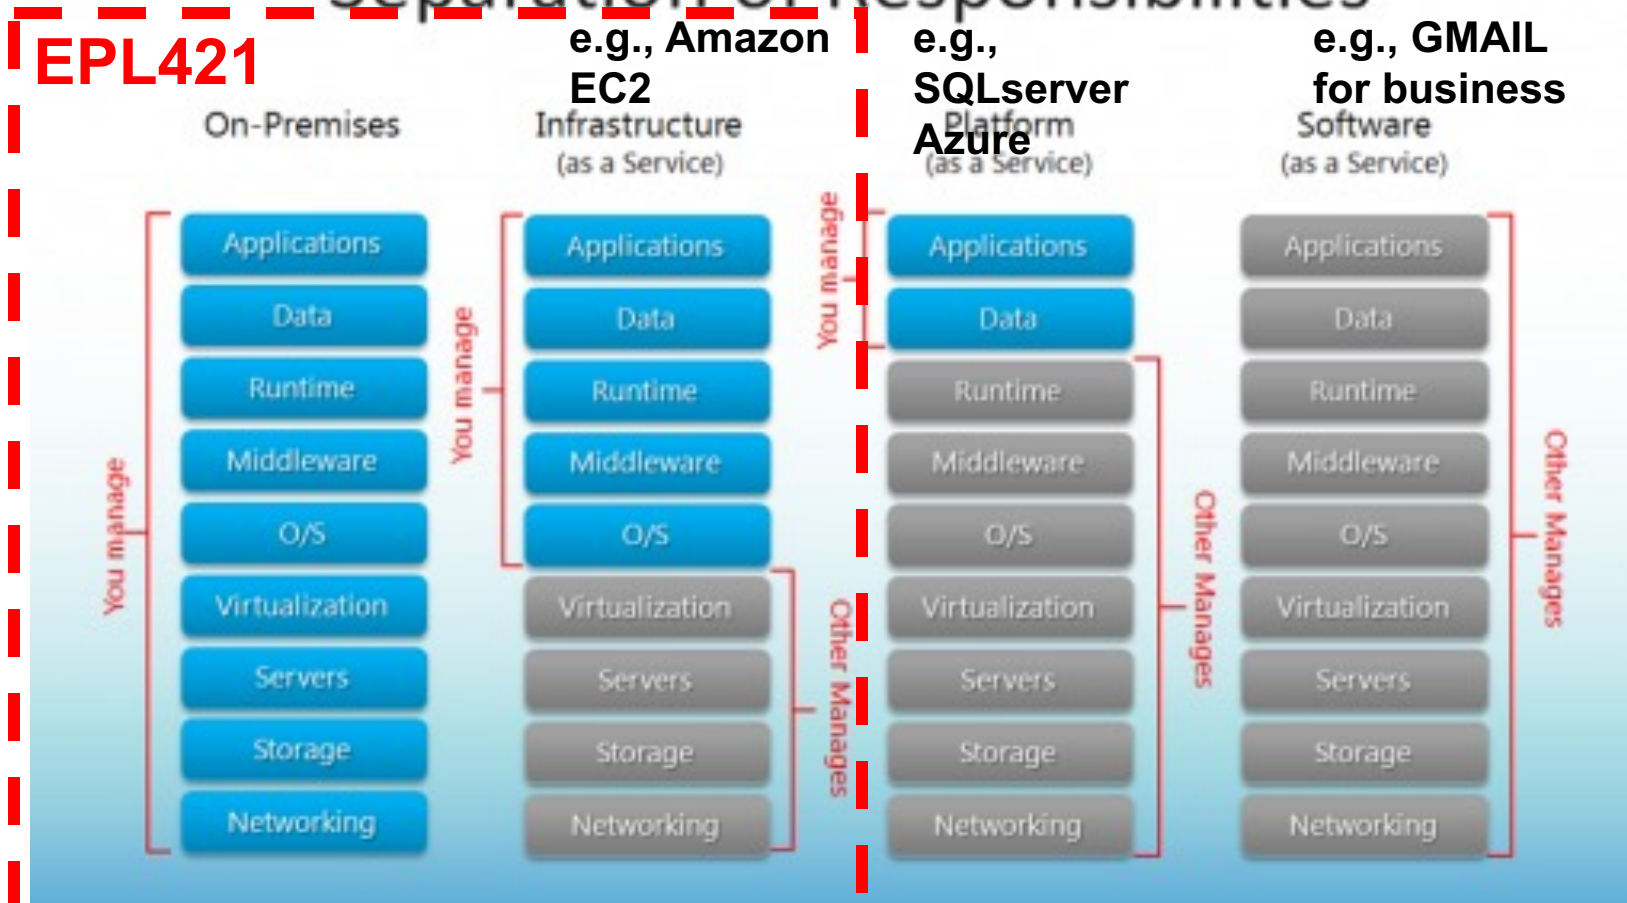 Separation of Responsibilities
EPL421
e.g., Amazon
EC2
e.g.,
SQLserver
Azure
e.g., GMAIL
for business
On-Premises
Infrastructure
(as a Service)
Platform
(as a Service)
Software
(as a Service)
You manage
Applications
Data
Runtime
Middleware
O/S
Virtualization
Servers
Storage
Networking
You manage
Applications
Data
Runtime
Middleware
O/S
Virtualization
Servers
Storage
Networking
Other Manages
You manage
Applications
Data
Runtime
Middleware
O/S
Virtualization
Servers
Storage
Networking
Other Manages
Applications
Data
Runtime
Middleware
O/S
Virtualization
Servers
Storage
Networking
Other Manages